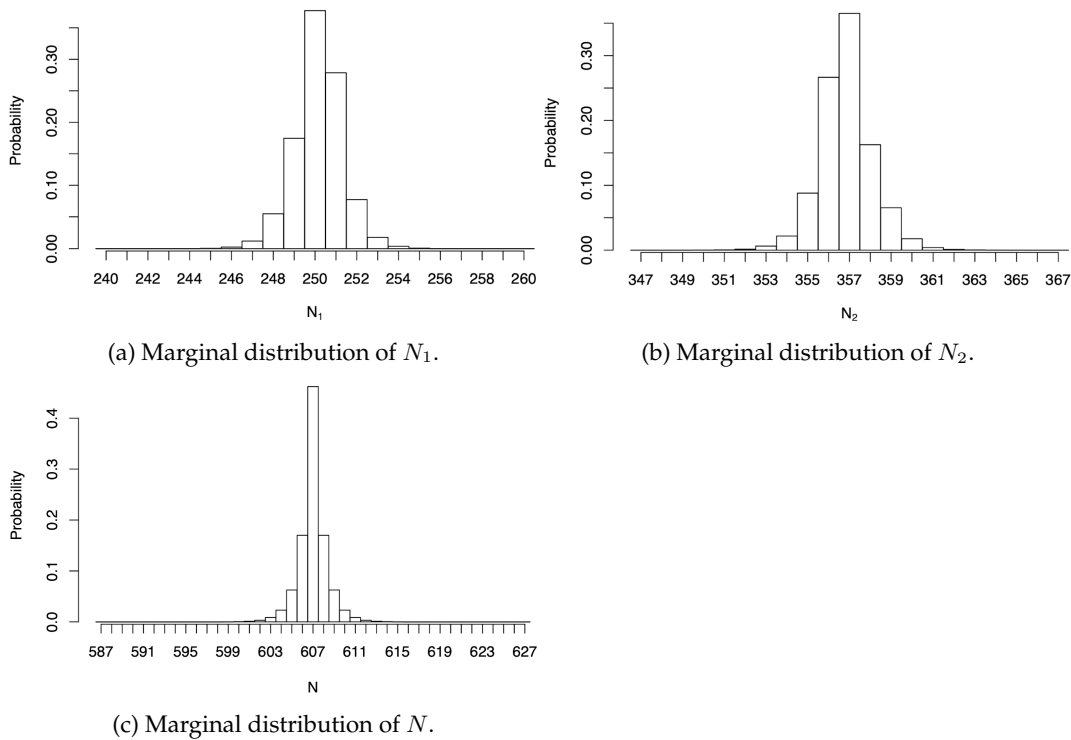 Probability
0.00 0.10 0.20 0.30
240 242 244 246 248 250 252 254 256 258 260
N₁
(a) Marginal distribution of N₁.
Probability
0.00 0.10 0.20 0.30
347 349 351 353 355 357 359 361 363 365 367
N₂
(b) Marginal distribution of N₂.
Probability
0.0 0.1 0.2 0.3 0.4
587 591 595 599 603 607 611 615 619 623 627
N
(c) Marginal distribution of N.